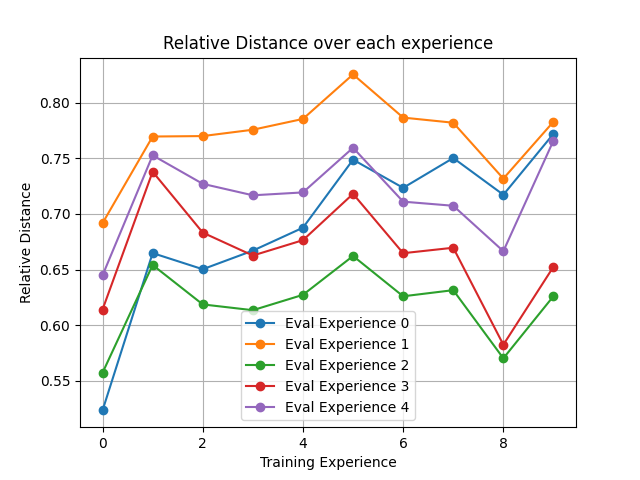 Relative Distance over each experience
Relative Distance
0.80
0.75
0.70
0.65
0.60
0.55
Eval Experience 0
Eval Experience 1
Eval Experience 2
Eval Experience 3
Eval Experience 4
0 2 4 6 8
Training Experience